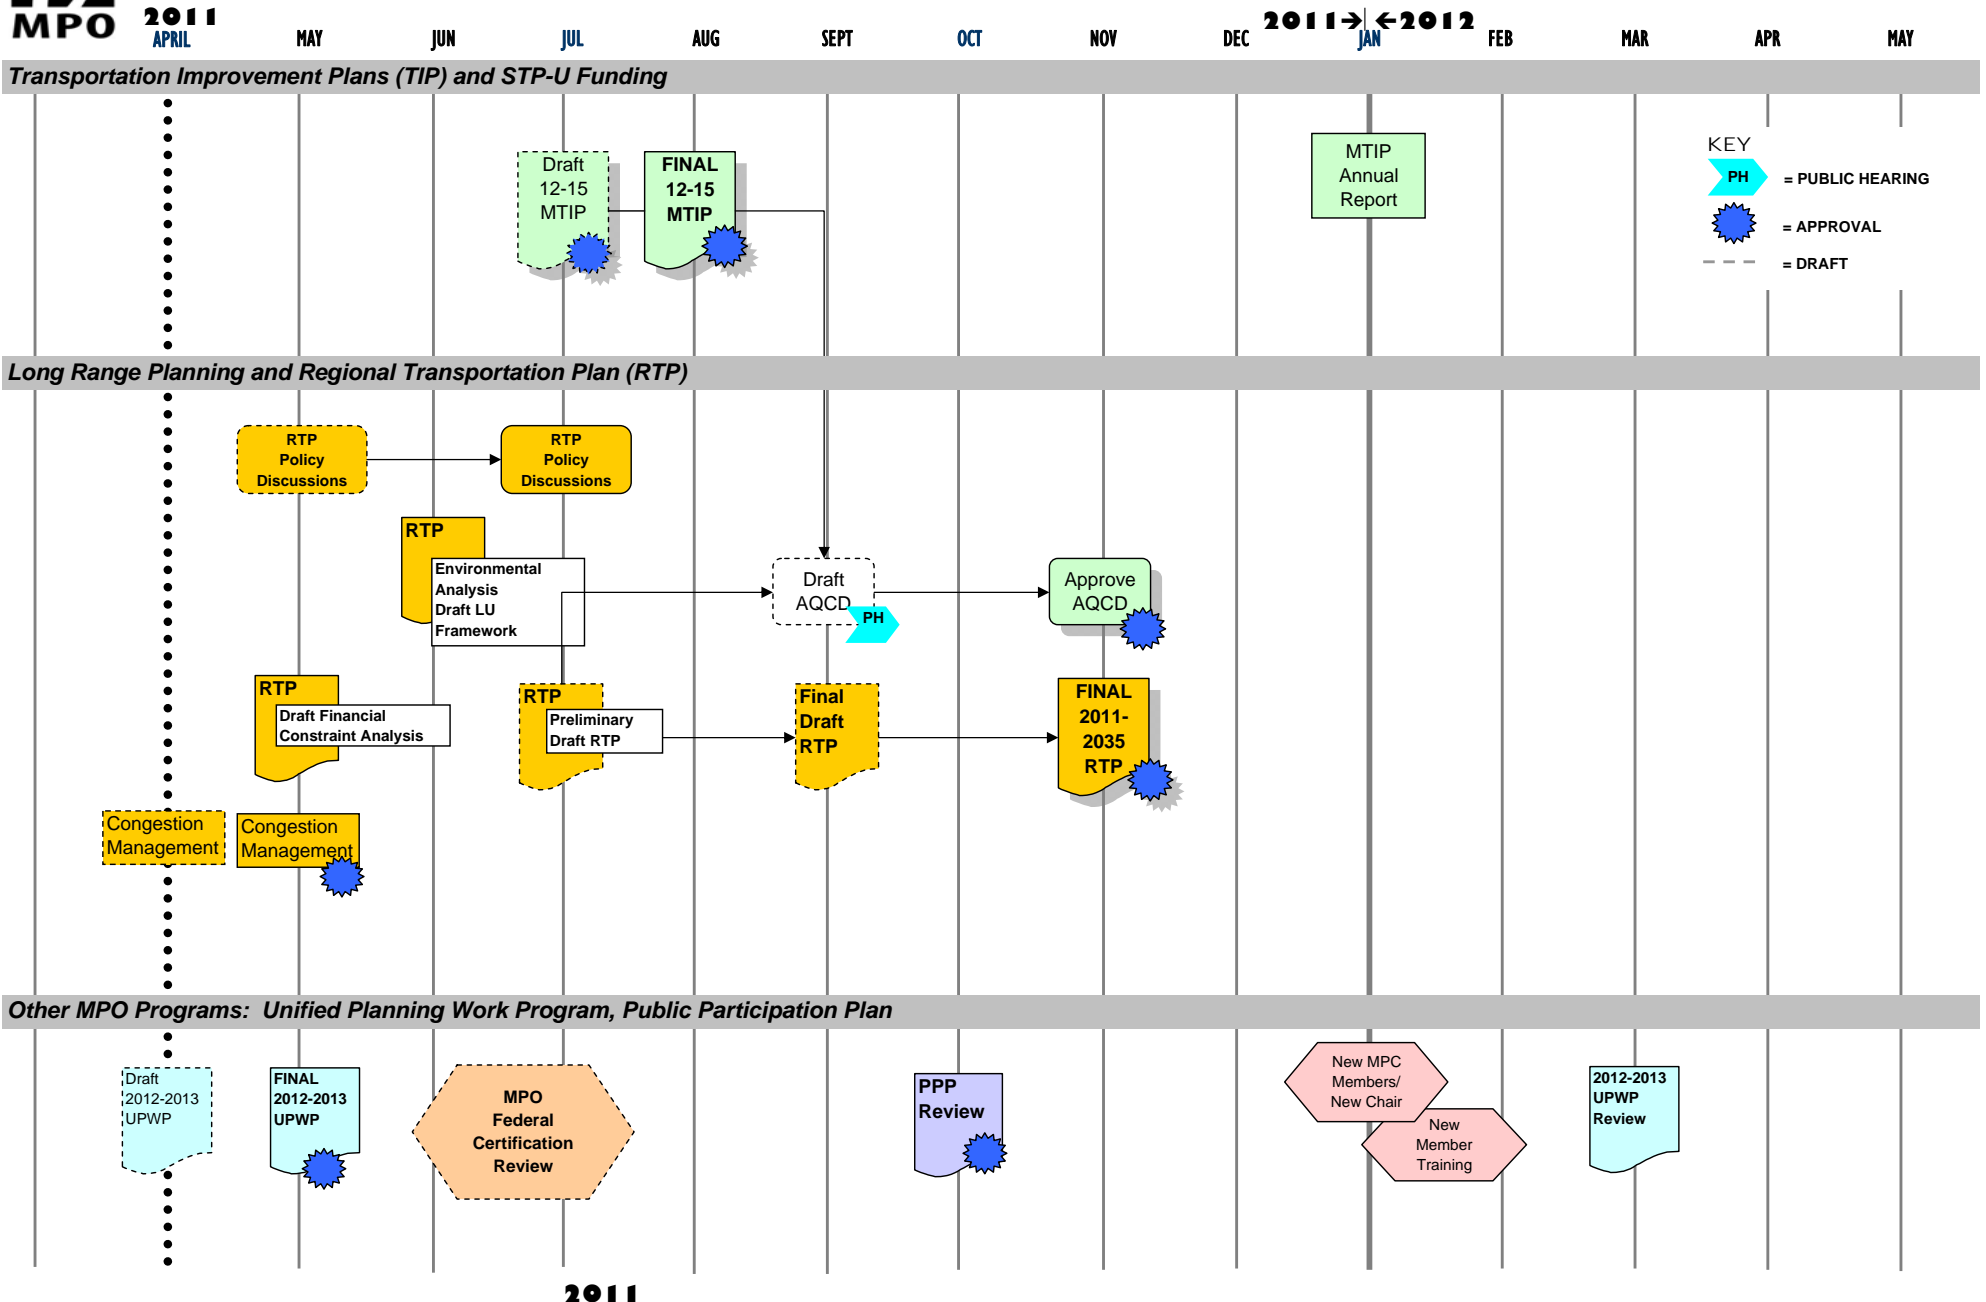 MPO
2011
2011→ ←2012
APRIL MAY JUN JUL AUG SEPT OCT NOV DEC JAN FEB MAR APR MAY
Transportation Improvement Plans (TIP) and STP-U Funding
Draft
12-15
MTIP
FINAL
12-15
MTIP
MTIP
Annual
Report
KEY
PH = PUBLIC HEARING
= APPROVAL
= DRAFT
Long Range Planning and Regional Transportation Plan (RTP)
RTP
Policy
Discussions
RTP
Policy
Discussions
RTP
Environmental
Analysis
Draft LU
Framework
Draft
AQCD
PH
Approve
AQCD
RTP
Draft Financial
Constraint Analysis
RTP
Preliminary
Draft RTP
Final
Draft
RTP
FINAL
2011-
2035
RTP
Congestion
Management
Congestion
Management
Other MPO Programs: Unified Planning Work Program, Public Participation Plan
Draft
2012-2013
UPWP
FINAL
2012-2013
UPWP
MPO
Federal
Certification
Review
PPP
Review
New MPC
Members/
New Chair
New
Member
Training
2012-2013
UPWP
Review
2011